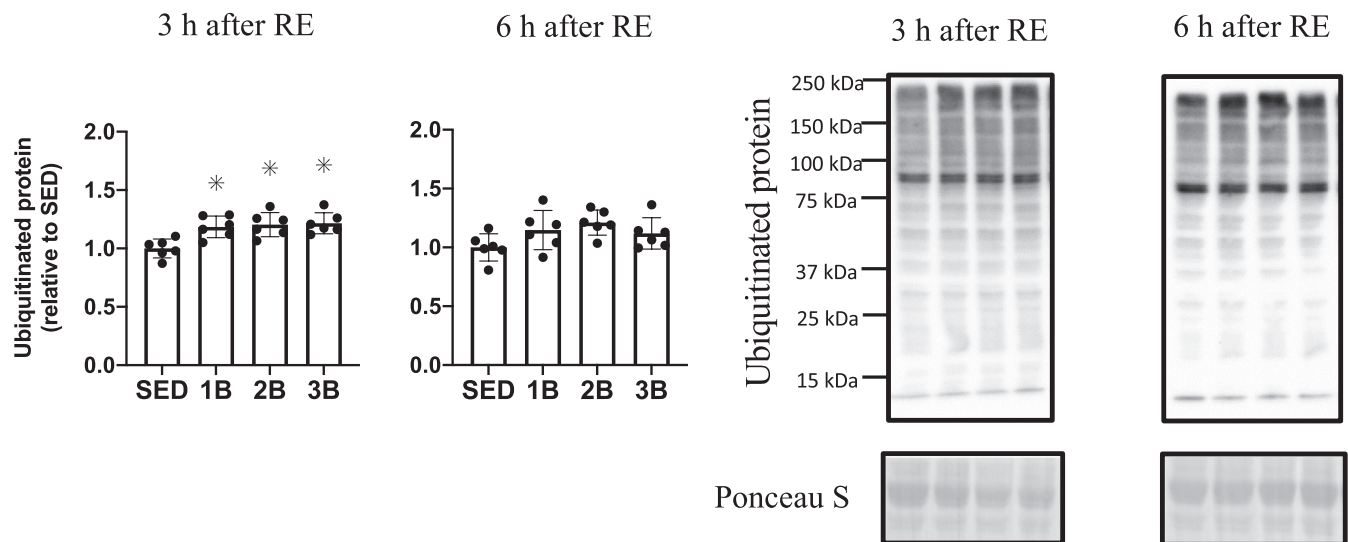 3 h after RE
6 h after RE
3 h after RE
6 h after RE
Ubiquitinated protein
(relative to SED)
2.0
1.5
1.0
0.5
0.0
SED 1B 2B 3B
2.0
1.5
1.0
0.5
0.0
SED 1B 2B 3B
Ubiquitinated protein
250 kDa
150 kDa
100 kDa
75 kDa
37 kDa
25 kDa
15 kDa
Ponceau S